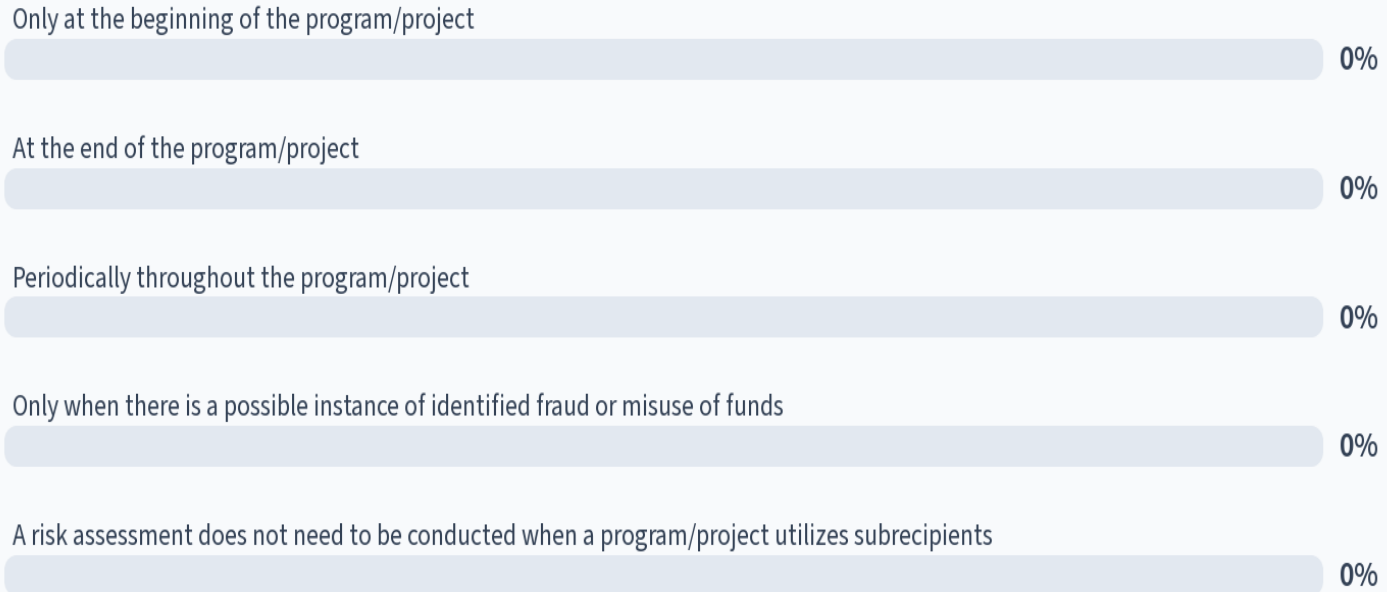 Only at the beginning of the program/project
0%
At the end of the program/project
0%
Periodically throughout the program/project
0%
Only when there is a possible instance of identified fraud or misuse of funds
0%
A risk assessment does not need to be conducted when a program/project utilizes subrecipients
0%